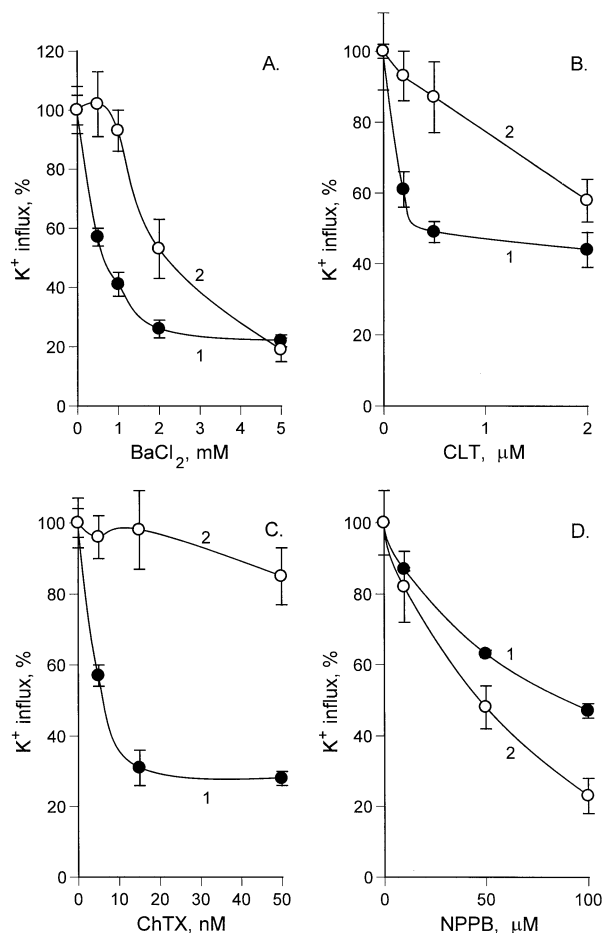 A.
K+ influx, %
120
100
80
60
40
20
0
2
1
0 1 2 3 4 5
BaCl2, mM
B.
K+ influx, %
100
80
60
40
20
0
2
1
0 1 2
CLT, μM
C.
K+ influx, %
100
80
60
40
20
0
2
1
0 10 20 30 40 50
ChTX, nM
D.
K+ influx, %
100
80
60
40
20
0
1
2
0 50 100
NPPB, μM